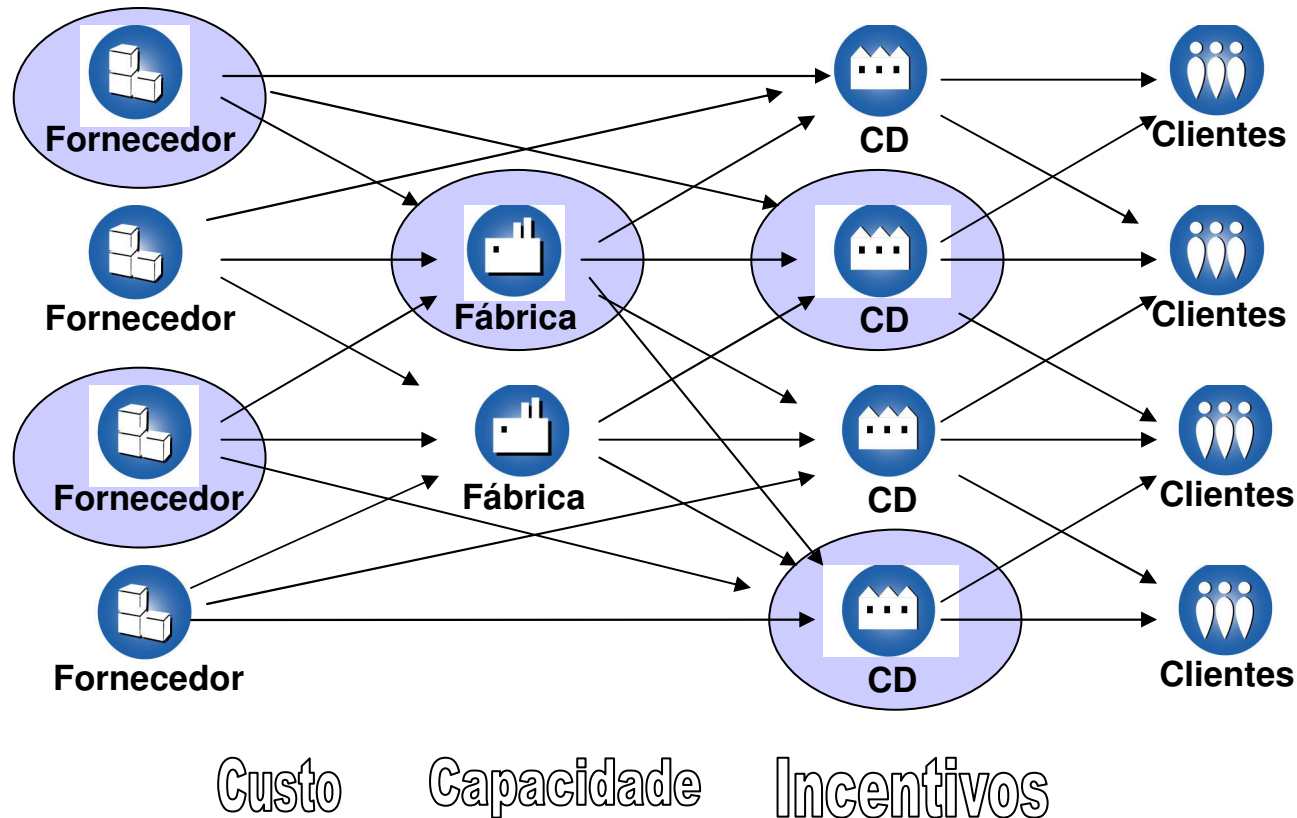 Fornecedor
CD
Clientes
Fornecedor
Fábrica
CD
Clientes
Fornecedor
Fábrica
CD
Clientes
Fornecedor
CD
Clientes
Custo Capacidade Incentivos